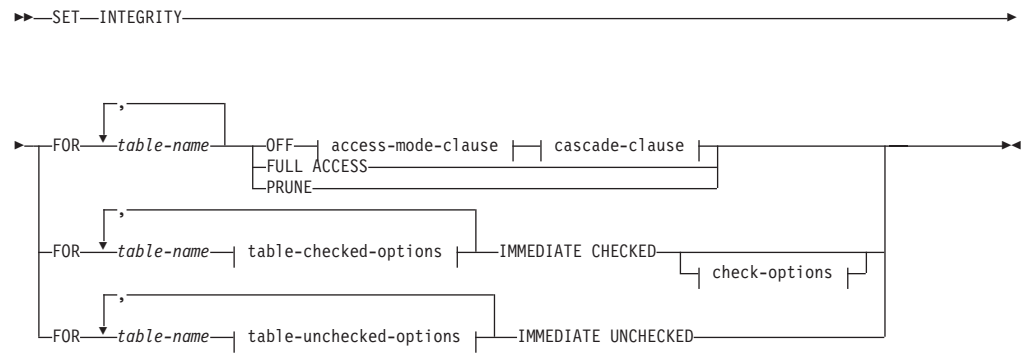 SET INTEGRITY
,
FOR table-name OFF access-mode-clause cascade-clause
FULL ACCESS
PRUNE
,
FOR table-name table-checked-options IMMEDIATE CHECKED
check-options
,
FOR table-name table-unchecked-options IMMEDIATE UNCHECKED